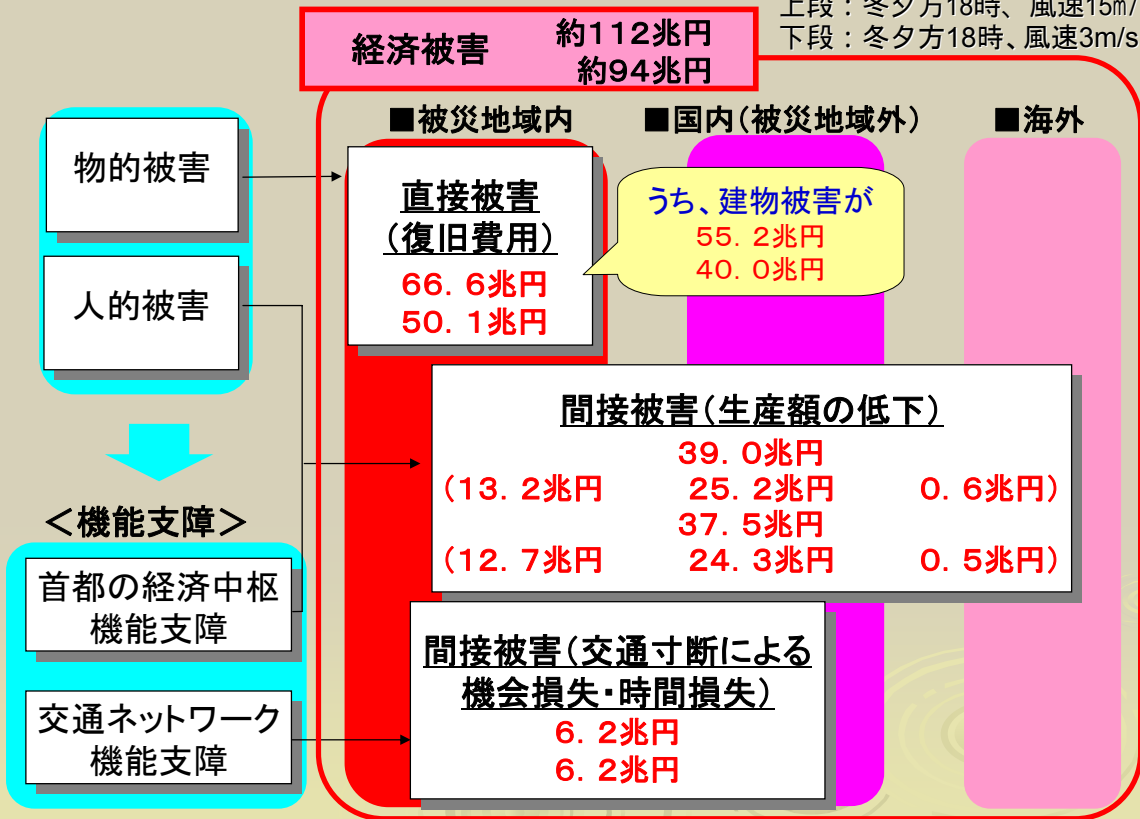 上段：冬夕方18時、風速15m/
下段：冬夕方18時、風速3m/s
経済被害 約112兆円
約94兆円
■被災地域内 ■国内（被災地域外） ■海外
物的被害
人的被害
直接被害
（復旧費用）
66．6兆円
50．1兆円
うち、建物被害が
55．2兆円
40．0兆円
間接被害（生産額の低下）
39．0兆円
（13．2兆円 25．2兆円 0．6兆円）
37．5兆円
（12．7兆円 24．3兆円 0．5兆円）
＜機能支障＞
首都の経済中枢
機能支障
交通ネットワーク
機能支障
間接被害（交通寸断による
機会損失・時間損失）
6．2兆円
6．2兆円